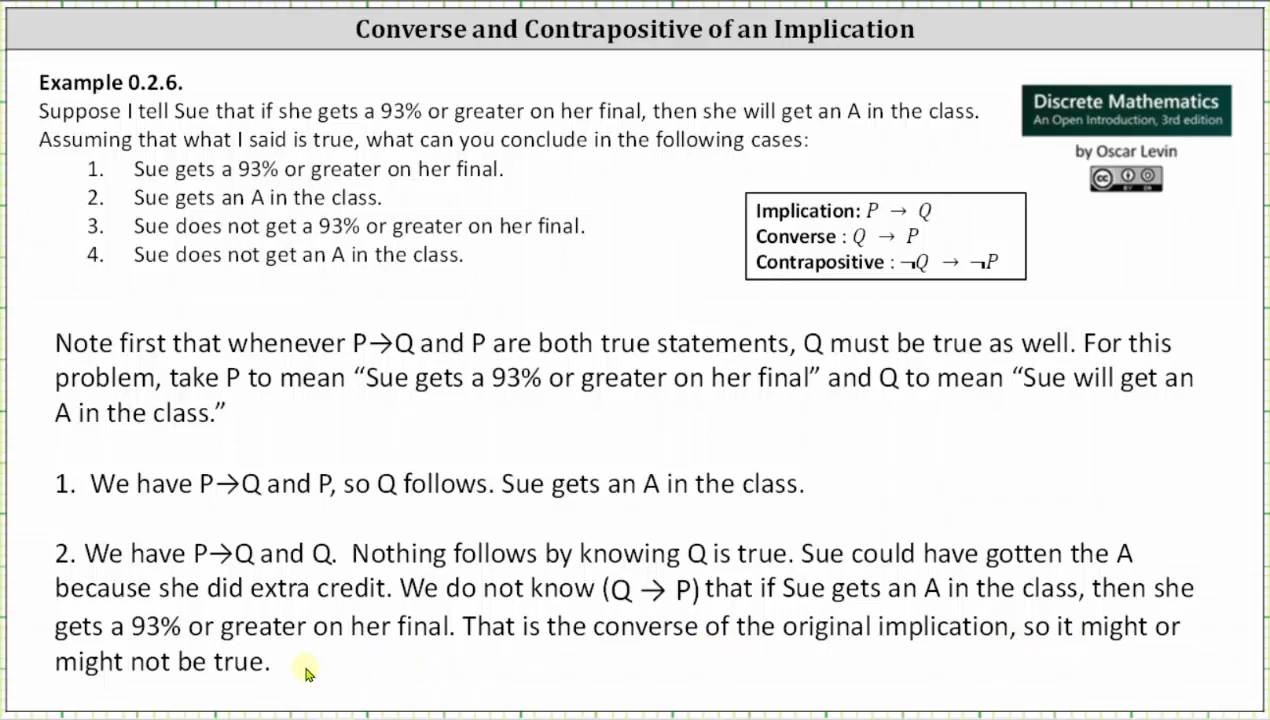 Converse and Contrapositive of an Implication
Example 0.2.6.
Suppose I tell Sue that if she gets a 93% or greater on her final, then she will get an A in the class.
Assuming that what I said is true, what can you conclude in the following cases:
1. Sue gets a 93% or greater on her final.
2. Sue gets an A in the class.
3. Sue does not get a 93% or greater on her final.
4. Sue does not get an A in the class.
Discrete Mathematics
An Open Introduction, 3rd edition
by Oscar Levin
cc
BY SA
Implication: P → Q
Converse : Q → P
Contrapositive : ¬Q → ¬P
Note first that whenever P→Q and P are both true statements, Q must be true as well. For this
problem, take P to mean “Sue gets a 93% or greater on her final” and Q to mean “Sue will get an
A in the class.”
1. We have P→Q and P, so Q follows. Sue gets an A in the class.
2. We have P→Q and Q. Nothing follows by knowing Q is true. Sue could have gotten the A
because she did extra credit. We do not know (Q → P) that if Sue gets an A in the class, then she
gets a 93% or greater on her final. That is the converse of the original implication, so it might or
might not be true.